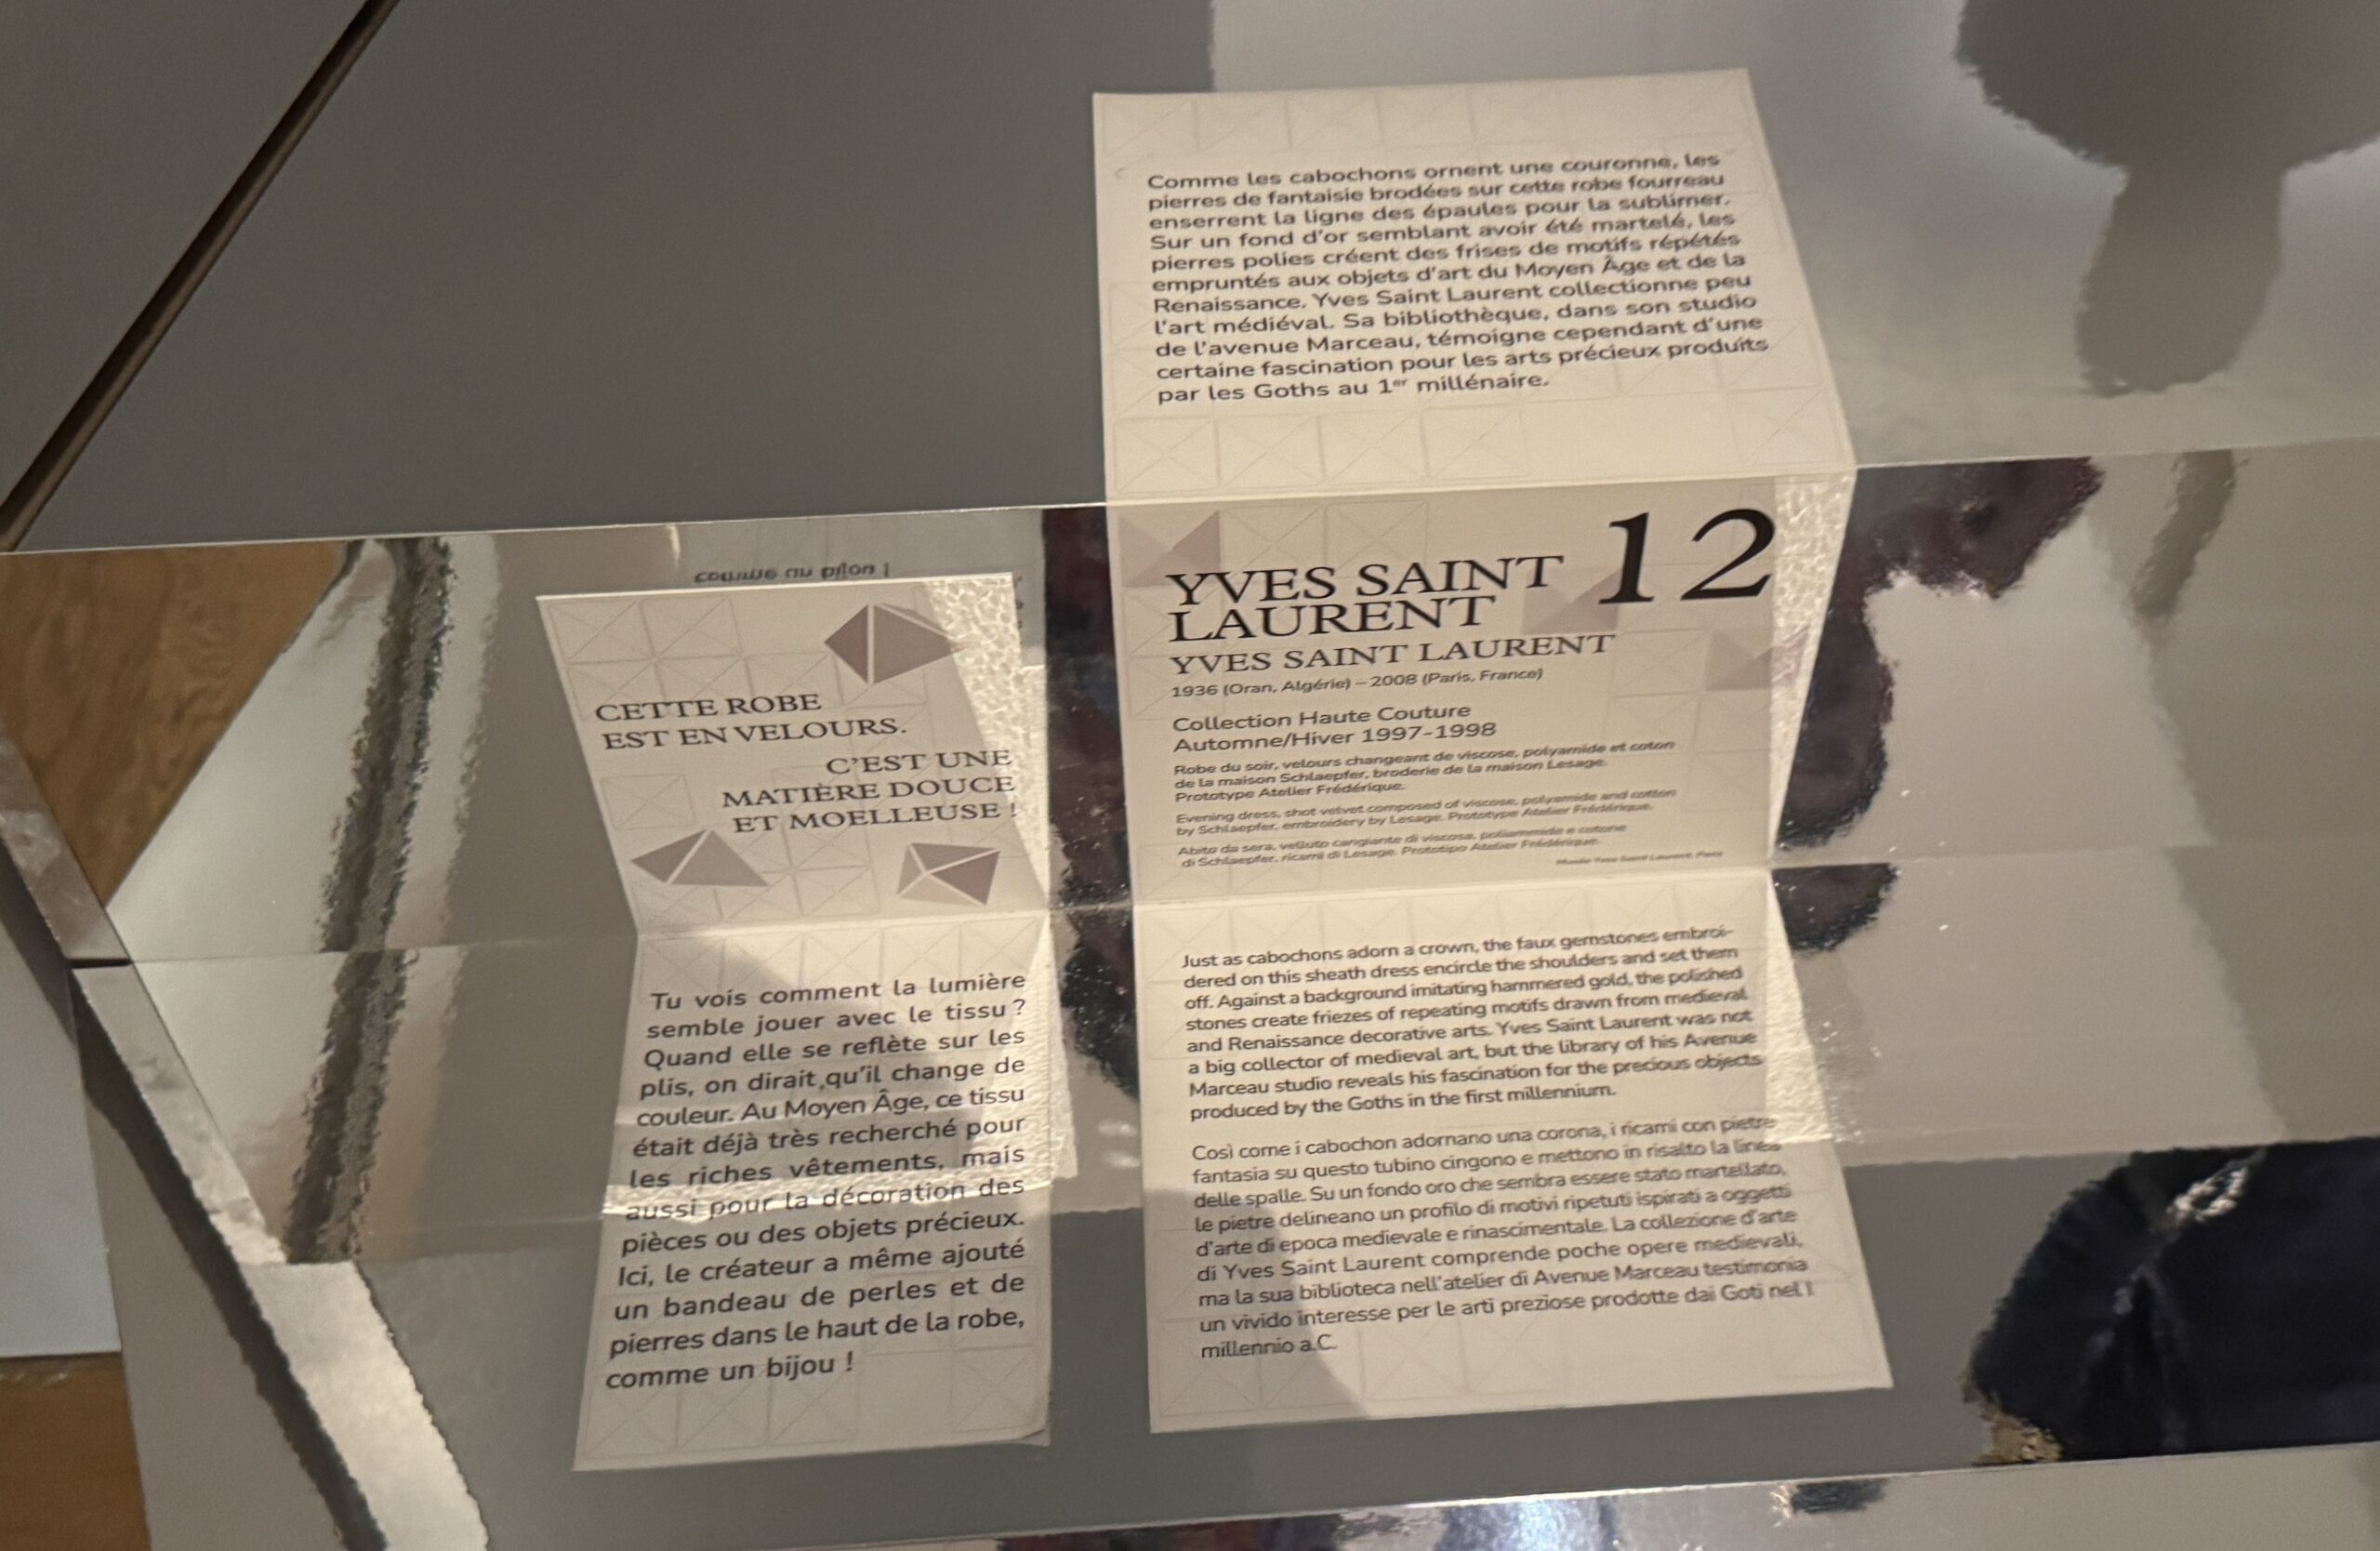 Comme les cabochons ornent une couronne, les
pierres de fantaisie brodées sur cette robe fourreau
enserrent la ligne des épaules pour la sublimer.
Sur un fond d'or semblant avoir été martelé, les
pierres polies créent des frises de motifs répétés
empruntés aux objets d'art du Moyen Âge et de la
Renaissance. Yves Saint Laurent collectionne peu
l'art médiéval. Sa bibliothèque, dans son studio
de l'avenue Marceau, témoigne cependant d'une
certaine fascination pour les arts précieux produits
par les Goths au 1er millénaire.
YVES SAINT
LAURENT
12
YVES SAINT LAURENT
1936 (Oran, Algérie) – 2008 (Paris, France)
Collection Haute Couture
Automne/Hiver 1997-1998
Robe du soir, velours changeant de viscose, polyamide et coton
de la maison Schlaepfer, broderie de la maison Lesage.
Prototype Atelier Frédérique.
Evening dress, shot velvet composed of viscose, polyamide and cotton
by Schlaepfer, embroidery by Lesage. Prototype Atelier Frédérique.
Abito da sera, velluto cangiante di viscosa, poliammide e cotone
di Schlaepfer, ricami di Lesage. Prototipo Atelier Frédérique.
Musée Yves Saint Laurent, Paris
Just as cabochons adorn a crown, the faux gemstones embroi-
dered on this sheath dress encircle the shoulders and set them
off. Against a background imitating hammered gold, the polished
stones create friezes of repeating motifs drawn from medieval
and Renaissance decorative arts. Yves Saint Laurent was not
a big collector of medieval art, but the library of his Avenue
Marceau studio reveals his fascination for the precious objects
produced by the Goths in the first millennium.
Così come i cabochon adornano una corona, i ricami con pietre
fantasia su questo tubino cingono e mettono in risalto la linea
delle spalle. Su un fondo oro che sembra essere stato martellato,
le pietre delineano un profilo di motivi ripetuti ispirati a oggetti
d'arte di epoca medievale e rinascimentale. La collezione d'arte
di Yves Saint Laurent comprende poche opere medievali,
ma la sua biblioteca nell'atelier di Avenue Marceau testimonia
un vivido interesse per le arti preziose prodotte dai Goti nel I
millennio a.C.
CETTE ROBE
EST EN VELOURS.
C'EST UNE
MATIÈRE DOUCE
ET MOELLEUSE !
Tu vois comment la lumière
semble jouer avec le tissu ?
Quand elle se reflète sur les
plis, on dirait qu'il change de
couleur. Au Moyen Âge, ce tissu
était déjà très recherché pour
les riches vêtements, mais
aussi pour la décoration des
pièces ou des objets précieux.
Ici, le créateur a même ajouté
un bandeau de perles et de
pierres dans le haut de la robe,
comme un bijou !